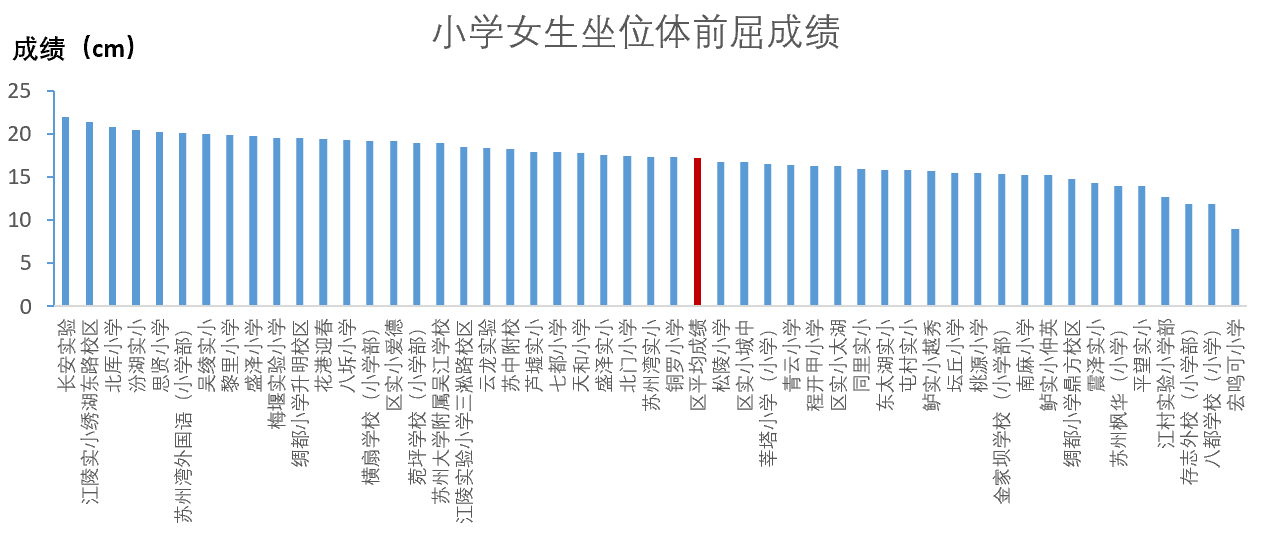 小学女生坐位体前屈成绩
成绩（cm）
25
20
15
10
5
0
长安实验
江陵实小绣湖东路校区
北厍小学
汾湖实小
思贤小学
苏州湾外国语（小学部）
吴绫实小
黎里小学
盛泽小学
梅堰实验小学
绸都小学升明校区
花港迎春
八坼小学
横扇学校（小学部）
区实小爱德
菀坪学校（小学部）
苏州大学附属吴江学校
江陵实验小学三淞路校区
云龙实验
苏中附校
芦墟实小
七都小学
天和小学
盛泽实小
北门小学
苏州湾实小
铜罗小学
区平均成绩
松陵小学
区实小城中
莘塔小学（小学）
青云小学
程开甲小学
区实小太湖
同里实小
东太湖实小
屯村实小
鲈实小越秀
坛丘小学
桃源小学
金家坝学校（小学部）
南麻小学
鲈实小仲英
绸都小学鼎方校区
震泽实小
苏州枫华（小学）
平望实小
江村实验小学部
存志外校（小学部）
八都学校（小学）
宏鸣可小学